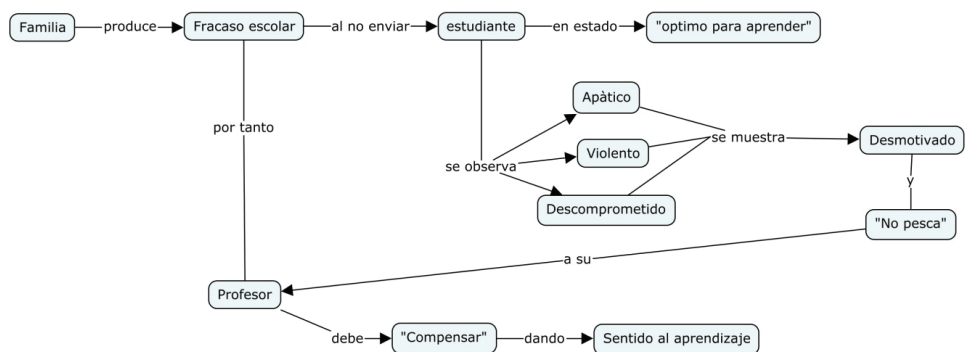 Familia
produce
Fracaso escolar
al no enviar
estudiante
en estado
"optimo para aprender"
Apàtico
por tanto
se muestra
Desmotivado
Violento
se observa
y
Descomprometido
"No pesca"
a su
Profesor
debe
"Compensar"
dando
Sentido al aprendizaje